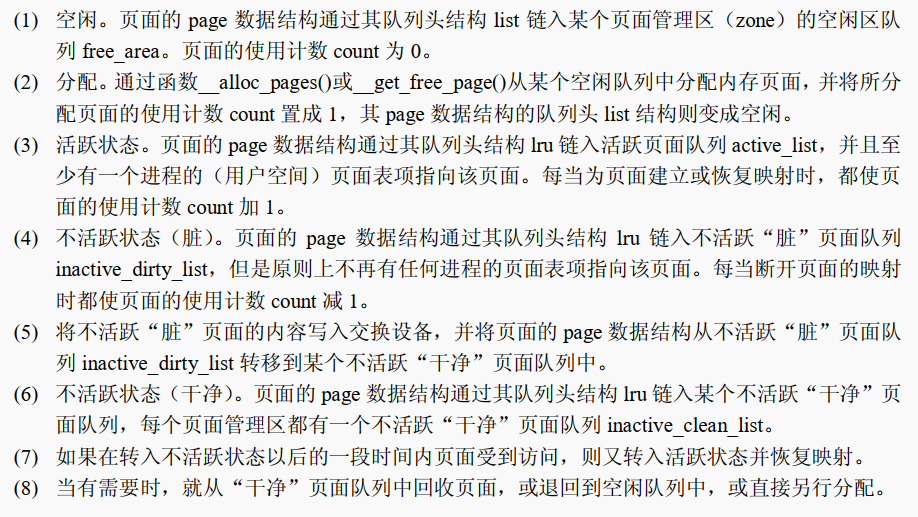 (1) 空闲。页面的 page 数据结构通过其队列头结构 list 链入某个页面管理区（zone）的空闲区队
列 free_area。页面的使用计数 count 为 0。
(2) 分配。通过函数__alloc_pages()或__get_free_page()从某个空闲队列中分配内存页面，并将所分
配页面的使用计数 count 置成 1，其 page 数据结构的队列头 list 结构则变成空闲。
(3) 活跃状态。页面的 page 数据结构通过其队列头结构 lru 链入活跃页面队列 active_list，并且至
少有一个进程的（用户空间）页面表项指向该页面。每当为页面建立或恢复映射时，都使页
面的使用计数 count 加 1。
(4) 不活跃状态（脏）。页面的 page 数据结构通过其队列头结构 lru 链入不活跃“脏”页面队列
inactive_dirty_list，但是原则上不再有任何进程的页面表项指向该页面。每当断开页面的映射
时都使页面的使用计数 count 减 1。
(5) 将不活跃“脏”页面的内容写入交换设备，并将页面的 page 数据结构从不活跃“脏”页面队
列 inactive_dirty_list 转移到某个不活跃“干净”页面队列中。
(6) 不活跃状态（干净）。页面的 page 数据结构通过其队列头结构 lru 链入某个不活跃“干净”页
面队列，每个页面管理区都有一个不活跃“干净”页面队列 inactive_clean_list。
(7) 如果在转入不活跃状态以后的一段时间内页面受到访问，则又转入活跃状态并恢复映射。
(8) 当有需要时，就从“干净”页面队列中回收页面，或退回到空闲队列中，或直接另行分配。